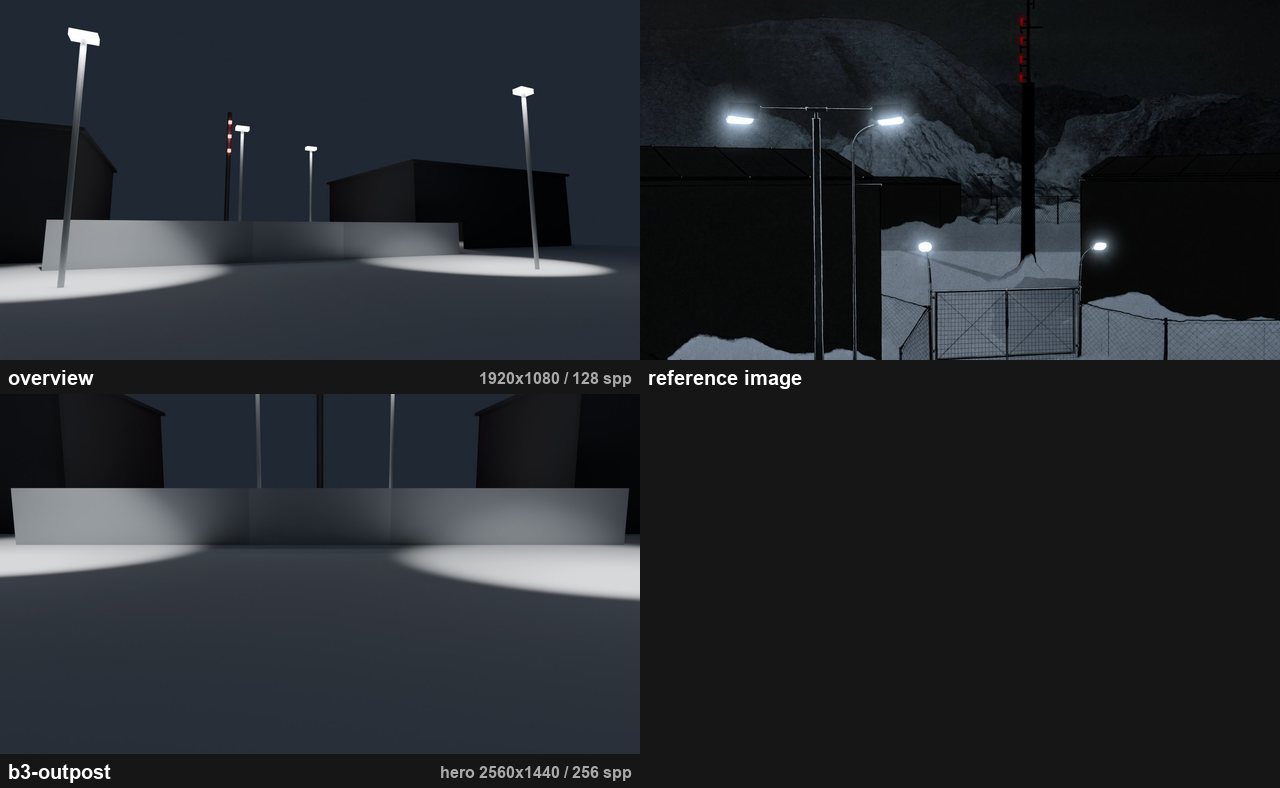 overview
1920x1080 / 128 spp
reference image
b3-outpost
hero 2560x1440 / 256 spp